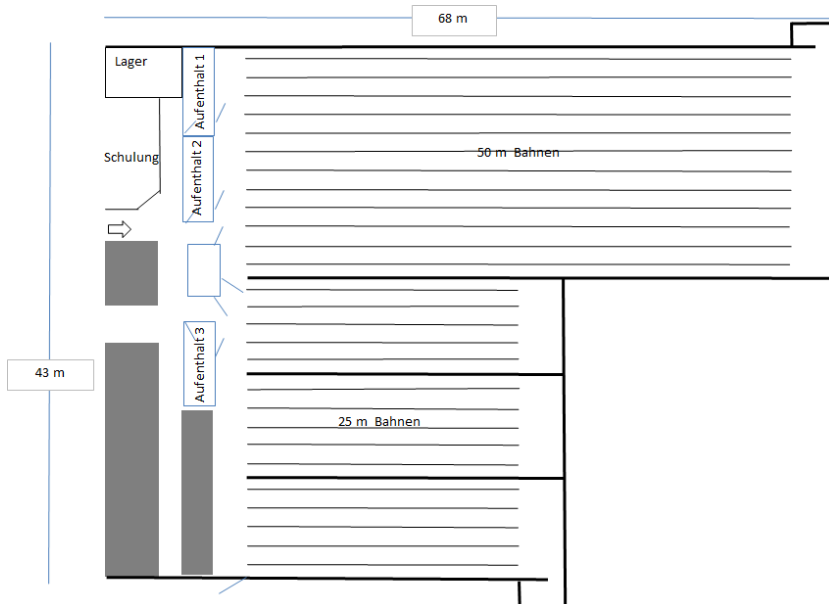 68 m
Lager
Aufenthalt 1
Schulung
Aufenthalt 2
50 m Bahnen
43 m
Aufenthalt 3
25 m Bahnen